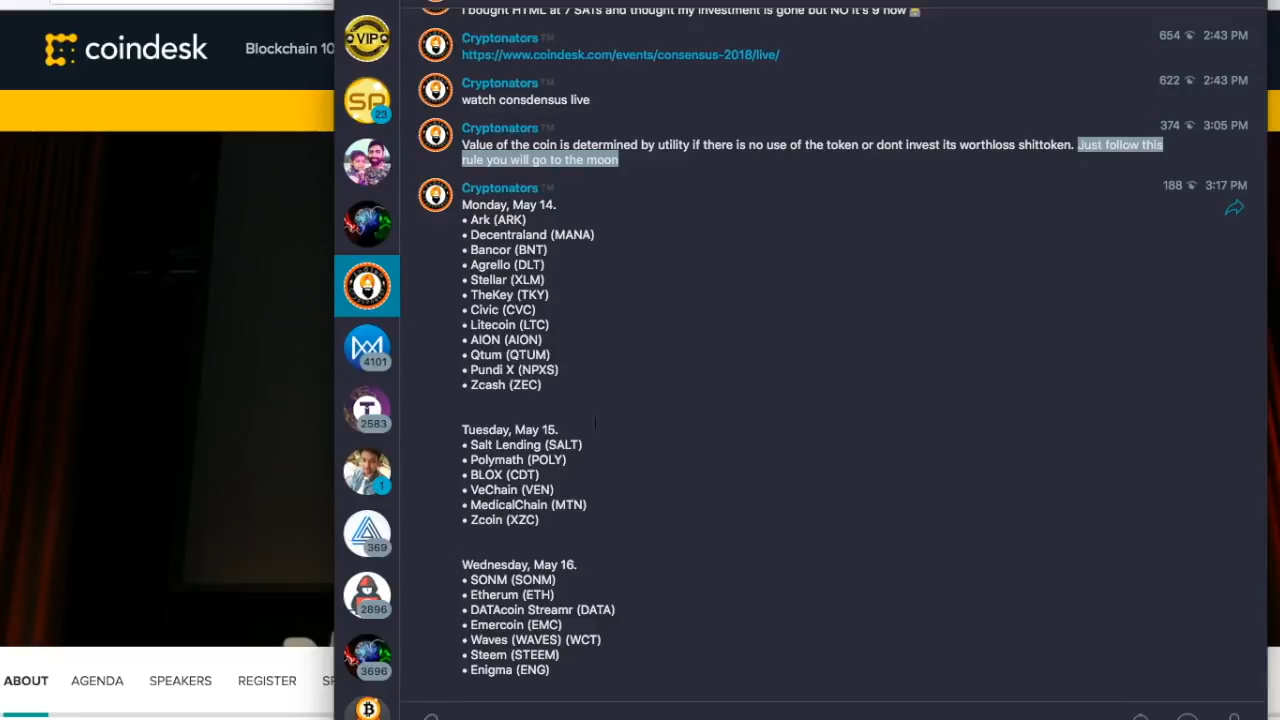 coindesk
Blockchain 10
ABOUT
AGENDA
SPEAKERS
REGISTER
VIP
SP
23
4101
2583
1
369
2896
3696
I bought HTML at 7 SATs and thought my investment is gone but NO it's 9 now
Cryptonators™
654 2:43 PM
https://www.coindesk.com/events/consensus-2018/live/
Cryptonators™
622 2:43 PM
watch consdensus live
Cryptonators™
374 3:05 PM
Value of the coin is determined by utility if there is no use of the token or dont invest its worthloss shittoken. Just follow this
rule you will go to the moon
Cryptonators™
188 3:17 PM
Monday, May 14.
• Ark (ARK)
• Decentraland (MANA)
• Bancor (BNT)
• Agrello (DLT)
• Stellar (XLM)
• TheKey (TKY)
• Civic (CVC)
• Litecoin (LTC)
• AION (AION)
• Qtum (QTUM)
• Pundi X (NPXS)
• Zcash (ZEC)
Tuesday, May 15.
• Salt Lending (SALT)
• Polymath (POLY)
• BLOX (CDT)
• VeChain (VEN)
• MedicalChain (MTN)
• Zcoin (XZC)
Wednesday, May 16.
• SONM (SONM)
• Etherum (ETH)
• DATAcoin Streamr (DATA)
• Emercoin (EMC)
• Waves (WAVES) (WCT)
• Steem (STEEM)
• Enigma (ENG)